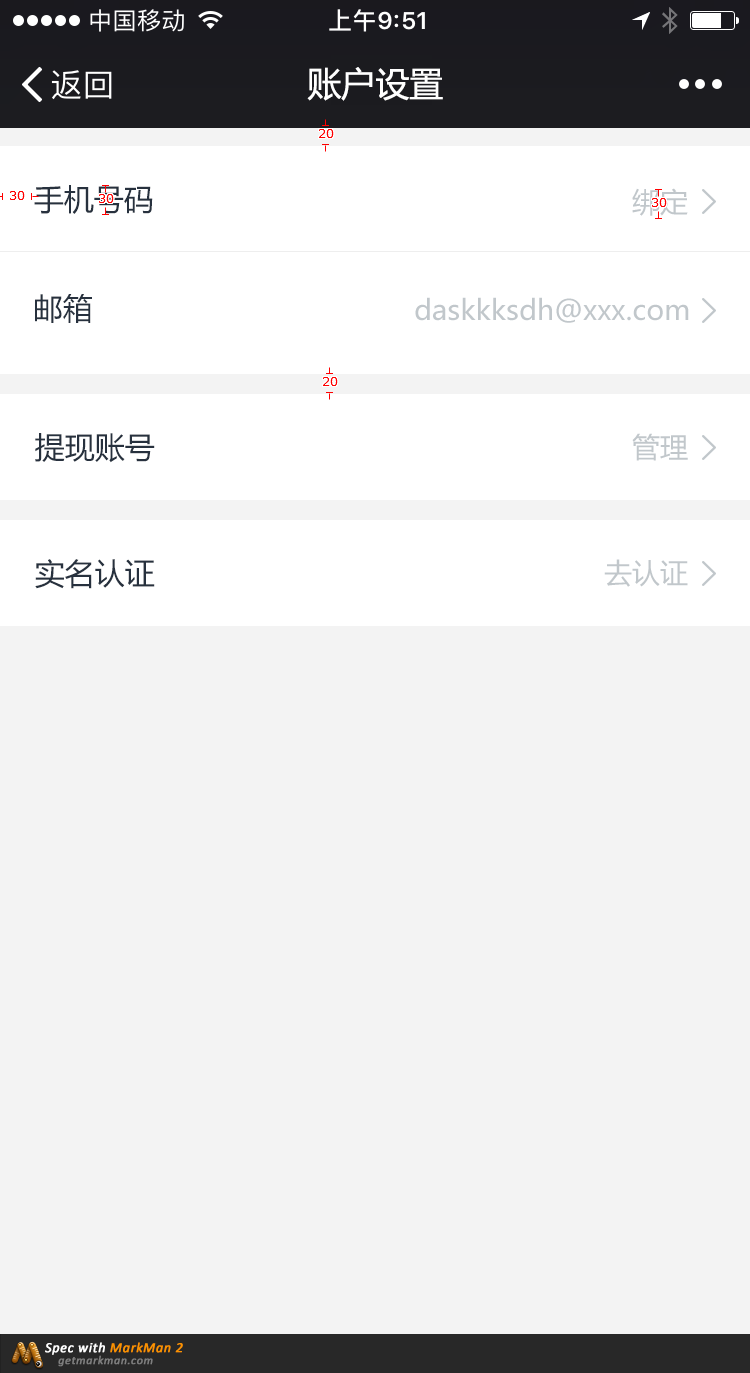 中国移动 上午9:51
返回 账户设置
20
30 手机号码 30 绑定 30
邮箱 daskkksdh@xxx.com
20
提现账号 管理
实名认证 去认证
Spec with MarkMan 2
getmarkman.com